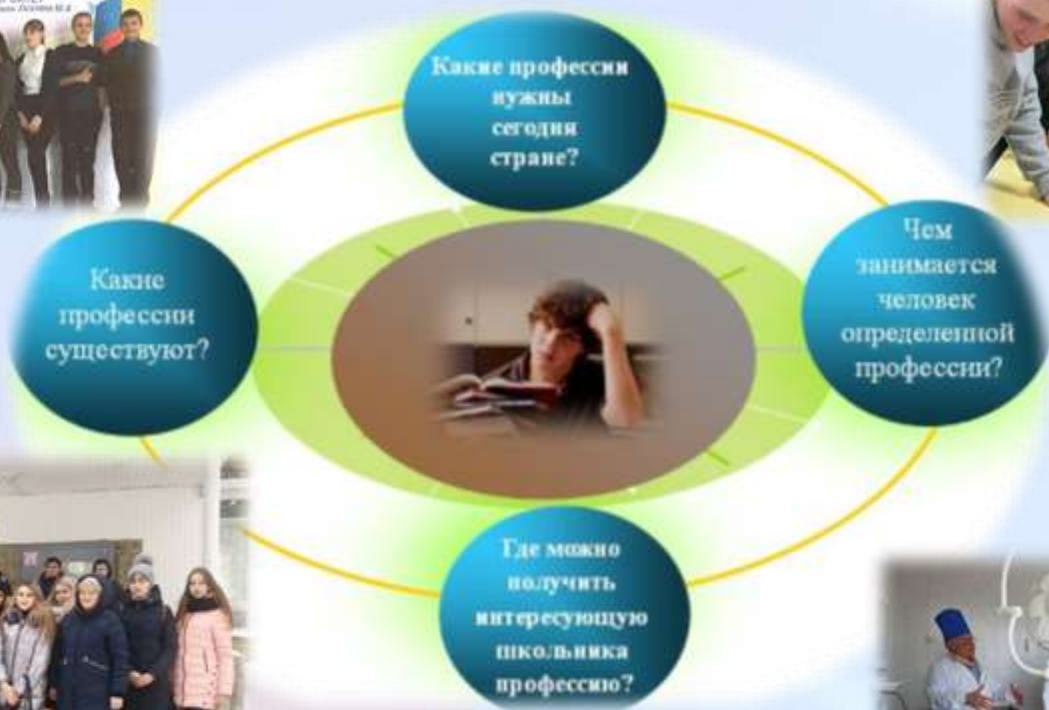 Какие профессии
нужны
сегодня
стране?
Чем
занимается
человек
определенной
профессии?
Какие
профессии
существуют?
Где можно
получить
интересующую
школьника
профессию?